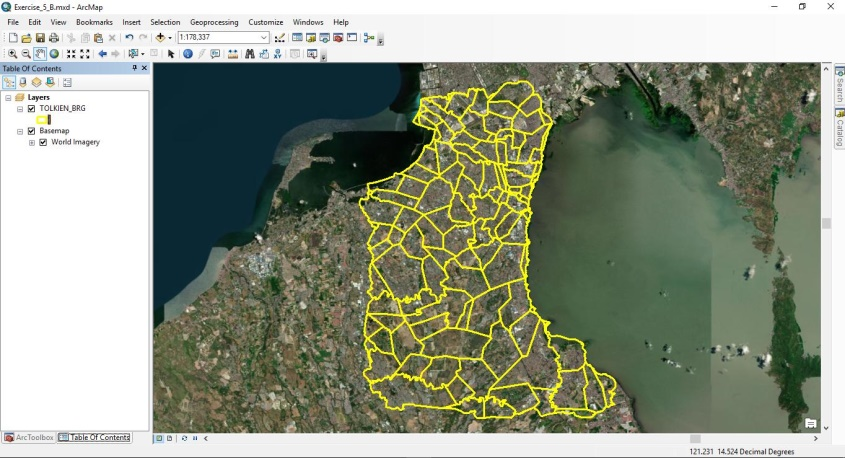 Exercise_5_B.mxd - ArcMap
File Edit View Bookmarks Insert Selection Geoprocessing Customize Windows Help
1:178,337
Table Of Contents
Layers
TOLKIEN_BRG
Basemap
World Imagery
Search
Catalog
ArcToolbox Table Of Contents
121.231 14.524 Decimal Degrees